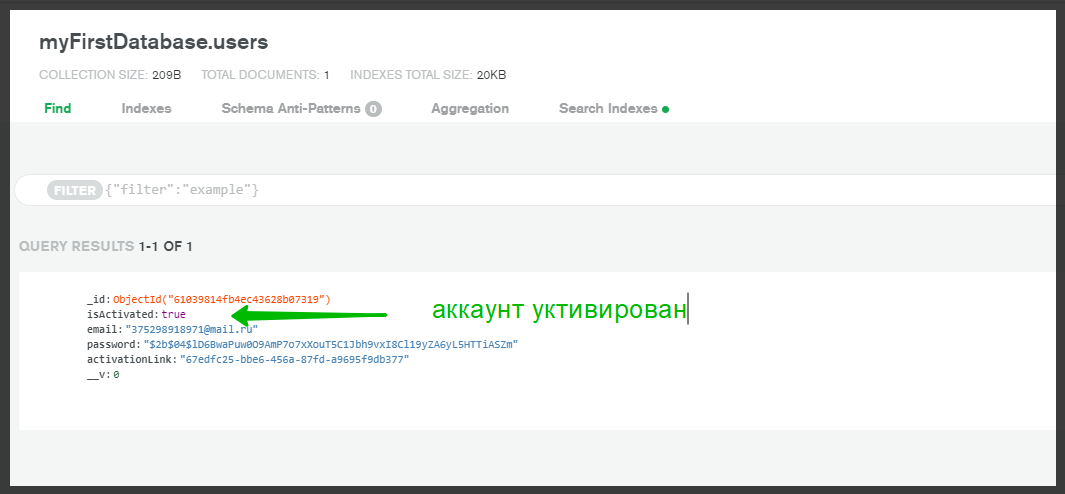 myFirstDatabase.users
COLLECTION SIZE: 209B TOTAL DOCUMENTS: 1 INDEXES TOTAL SIZE: 20KB
Find Indexes Schema Anti-Patterns 0 Aggregation Search Indexes
FILTER {"filter":"example"}
QUERY RESULTS 1-1 OF 1
_id: ObjectId("61039814fb4ec43628b07319")
isActivated: true
аккаунт уктивирован
email: "375298918971@mail.ru"
password: "$2b$04$lD6BwaPuw0O9AmP7o7xXouT5C1Jbh9vxI8Cl19yZA6yL5HTTiASZm"
activationLink: "67edfc25-bbe6-456a-87fd-a9695f9db377"
__v: 0